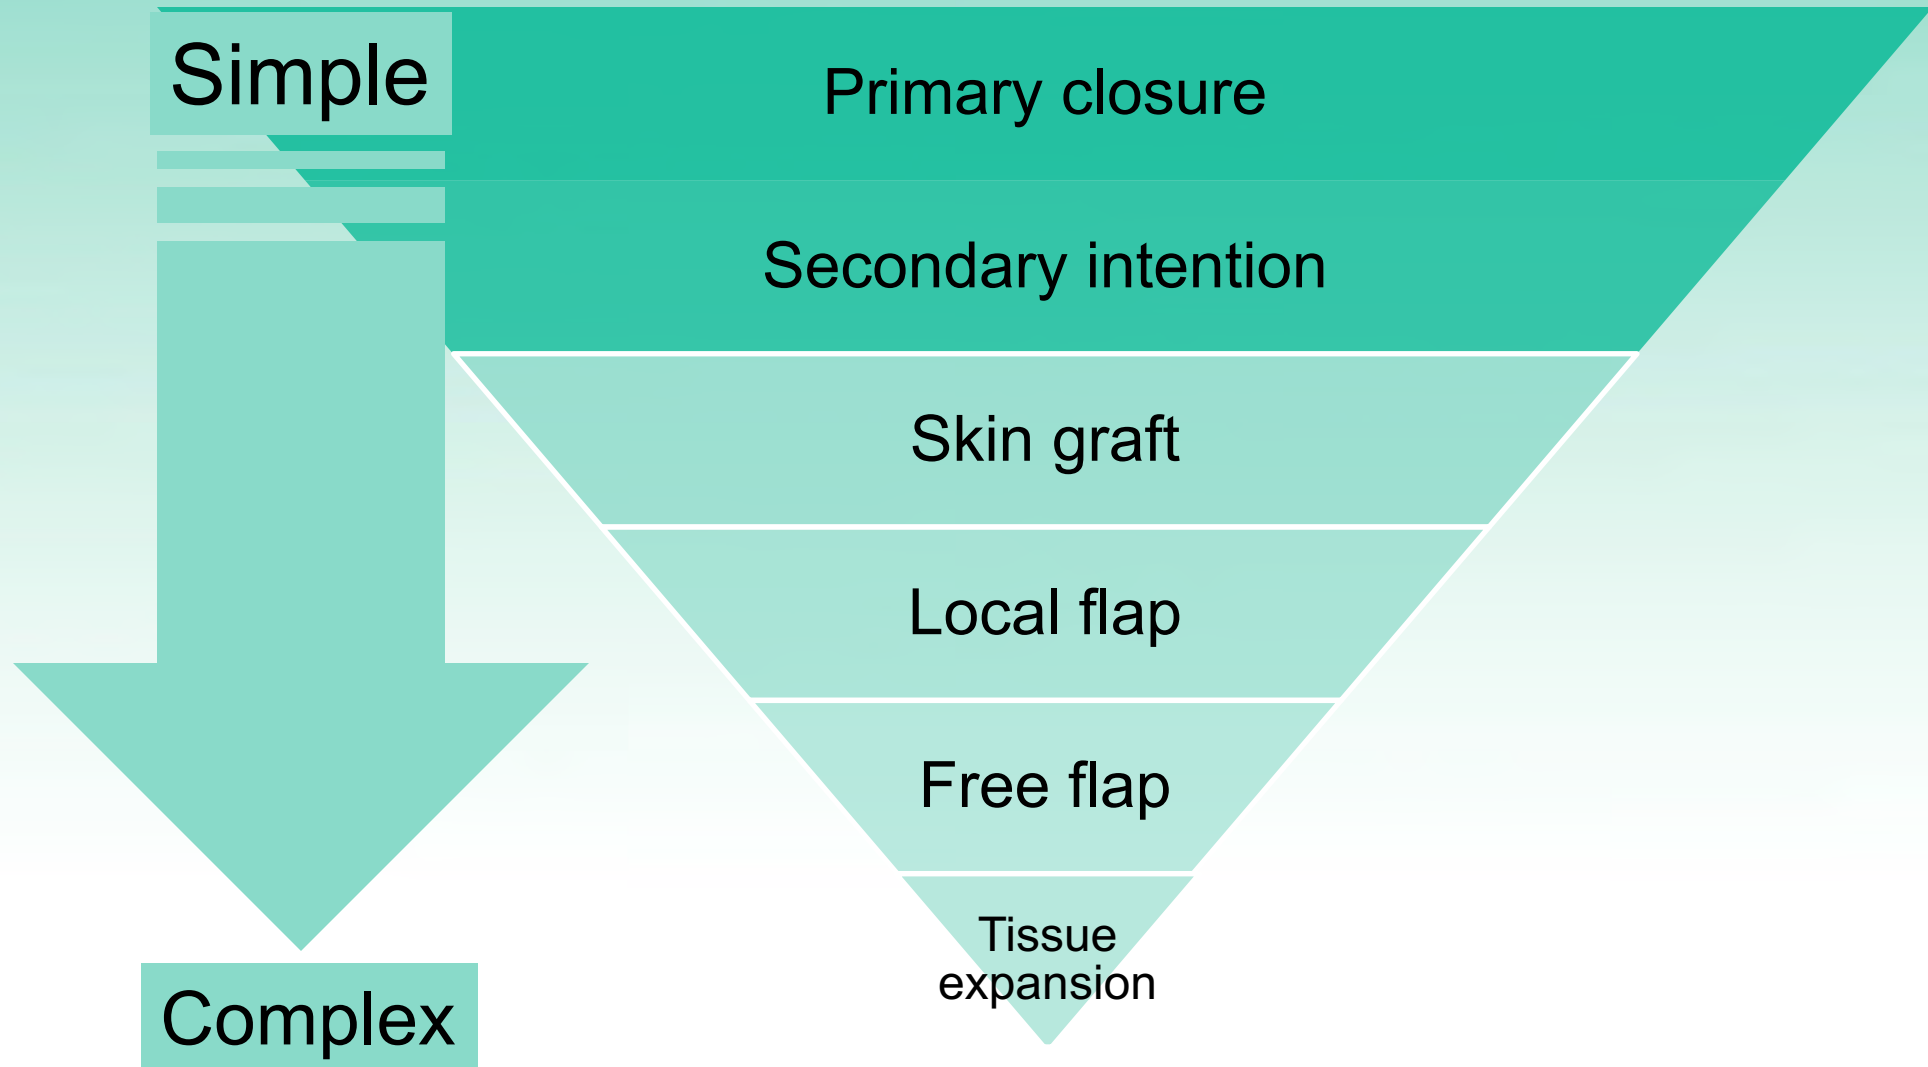 Simple
Primary closure
Secondary intention
Skin graft
Local flap
Free flap
Tissue
expansion
Complex